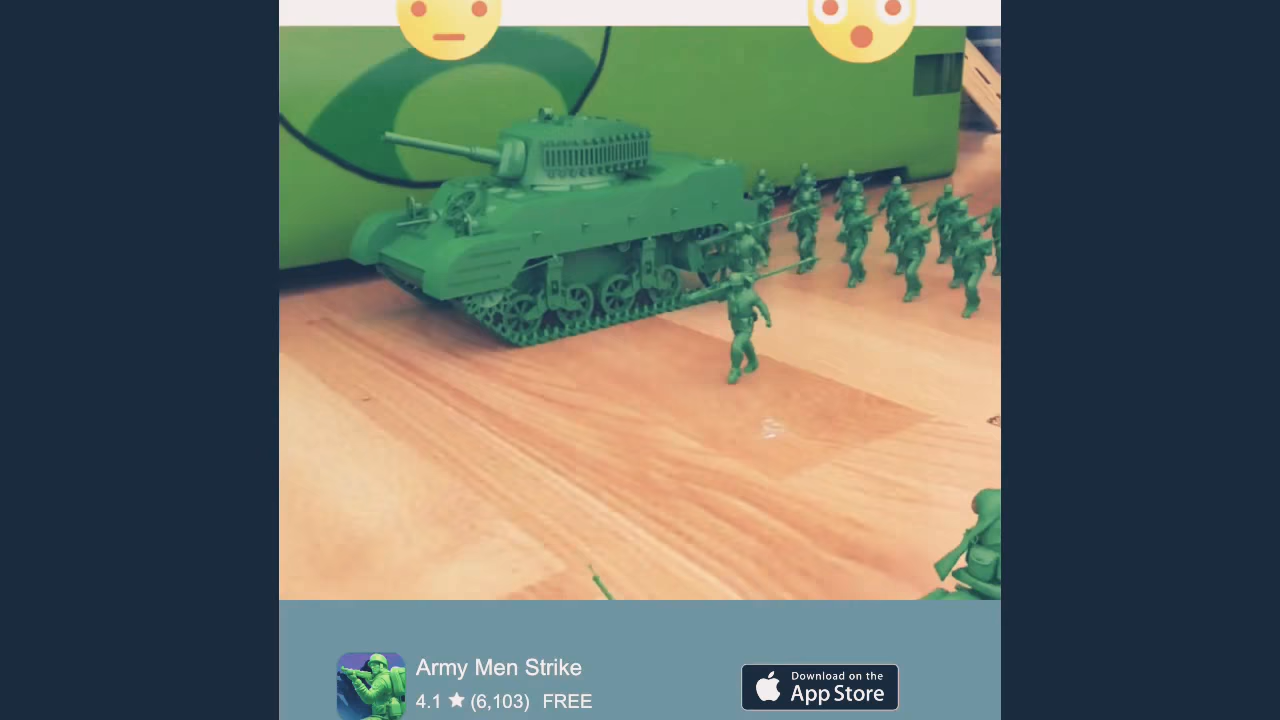 Army Men Strike
4.1 ★ (6,103) FREE
Download on the
App Store